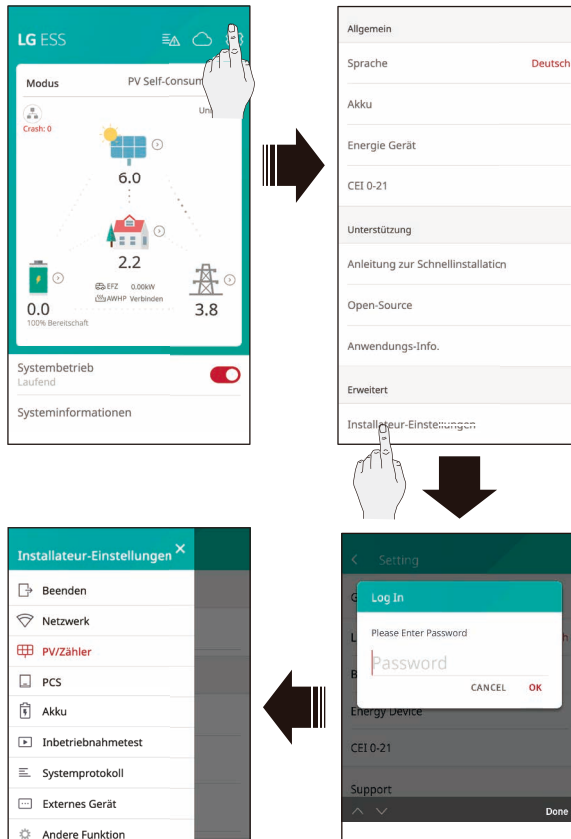 LG ESS
Modus
PV Self-Consum
Crash: 0
6.0
2.2
EFZ 0.00kW
AWHP Verbinden
0.0
100% Bereitschaft
3.8
Systembetrieb
Laufend
Systeminformationen
Allgemein
Sprache Deutsch
Akku
Energie Gerät
CEI 0-21
Unterstützung
Anleitung zur Schnellinstallation
Open-Source
Anwendungs-Info.
Erweitert
Installateur-Einstellungen
Setting
Log In
Please Enter Password
Password
CANCEL OK
Energy Device
CEI 0-21
Support
Done
Installateur-Einstellungen
Beenden
Netzwerk
PV/Zähler
PCS
Akku
Inbetriebnahmetest
Systemprotokoll
Externes Gerät
Andere Funktion